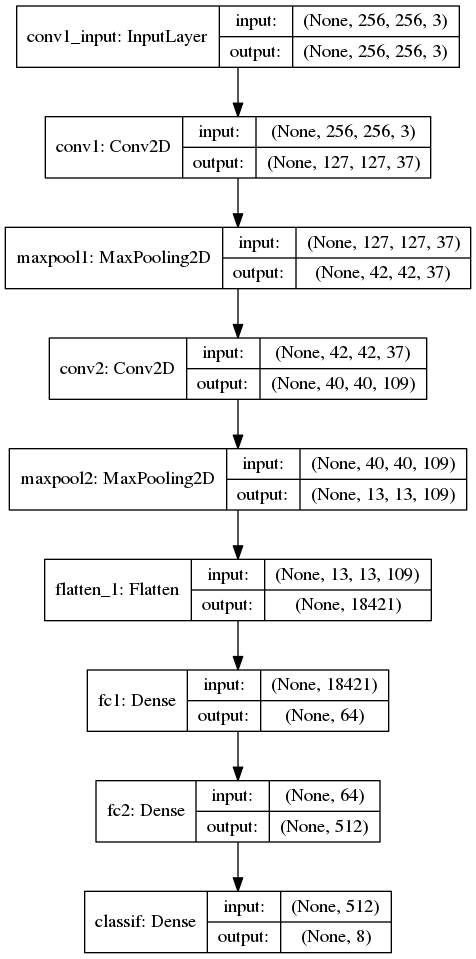 conv1_input: InputLayer input: (None, 256, 256, 3)
output: (None, 256, 256, 3)
conv1: Conv2D input: (None, 256, 256, 3)
output: (None, 127, 127, 37)
maxpool1: MaxPooling2D input: (None, 127, 127, 37)
output: (None, 42, 42, 37)
conv2: Conv2D input: (None, 42, 42, 37)
output: (None, 40, 40, 109)
maxpool2: MaxPooling2D input: (None, 40, 40, 109)
output: (None, 13, 13, 109)
flatten_1: Flatten input: (None, 13, 13, 109)
output: (None, 18421)
fc1: Dense input: (None, 18421)
output: (None, 64)
fc2: Dense input: (None, 64)
output: (None, 512)
classif: Dense input: (None, 512)
output: (None, 8)